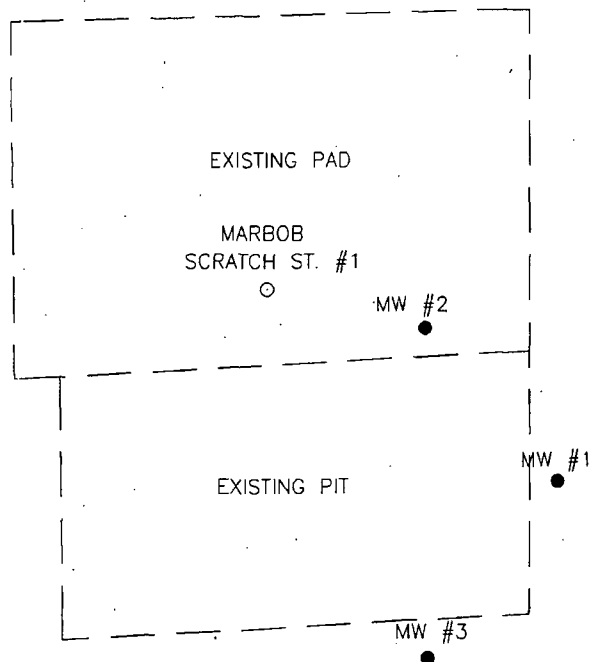 EXISTING PAD
MARBOB
SCRATCH ST. #1
MW #2
MW #1
EXISTING PIT
MW #3